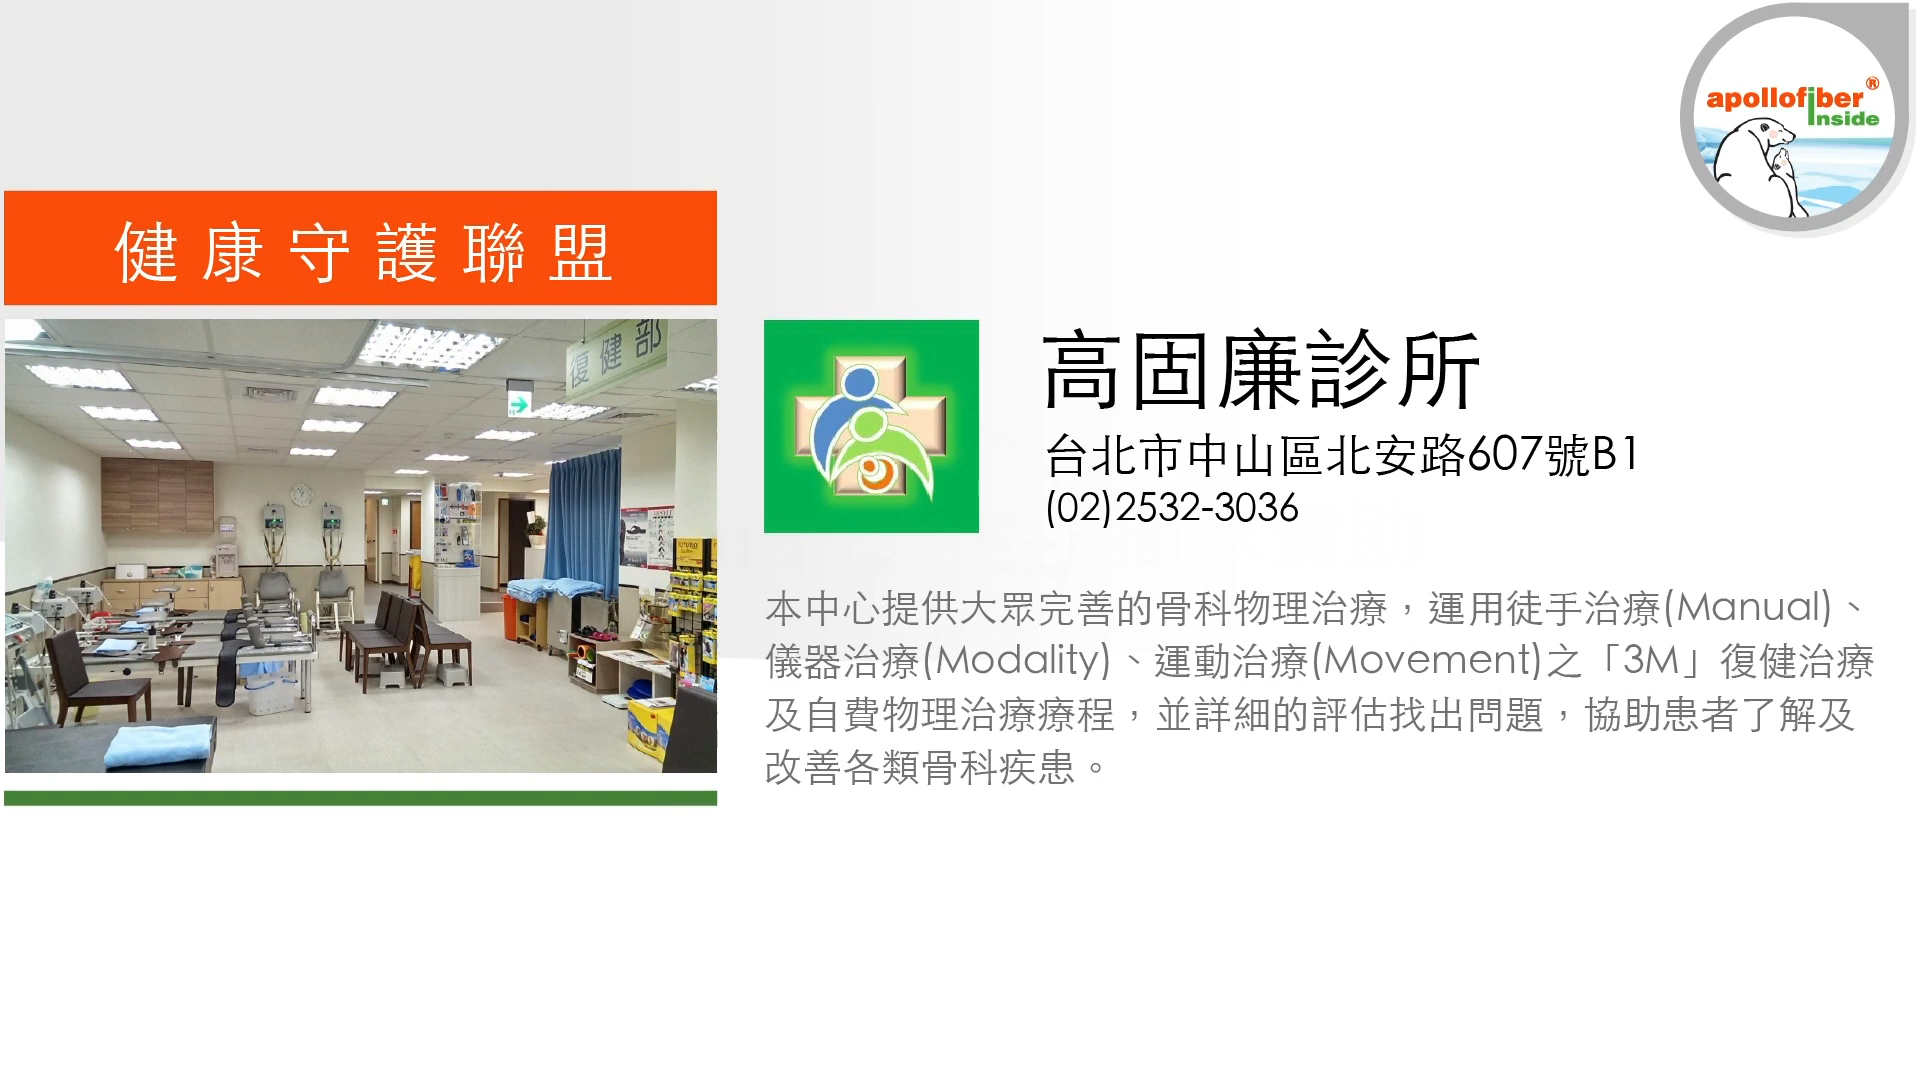 apollofiber®
inside
健康守護聯盟
復健部
高固廉診所
台北市中山區北安路607號B1
(02)2532-3036
本中心提供大眾完善的骨科物理治療，運用徒手治療(Manual)、
儀器治療(Modality)、運動治療(Movement)之「3M」復健治療
及自費物理治療療程，並詳細的評估找出問題，協助患者了解及
改善各類骨科疾患。